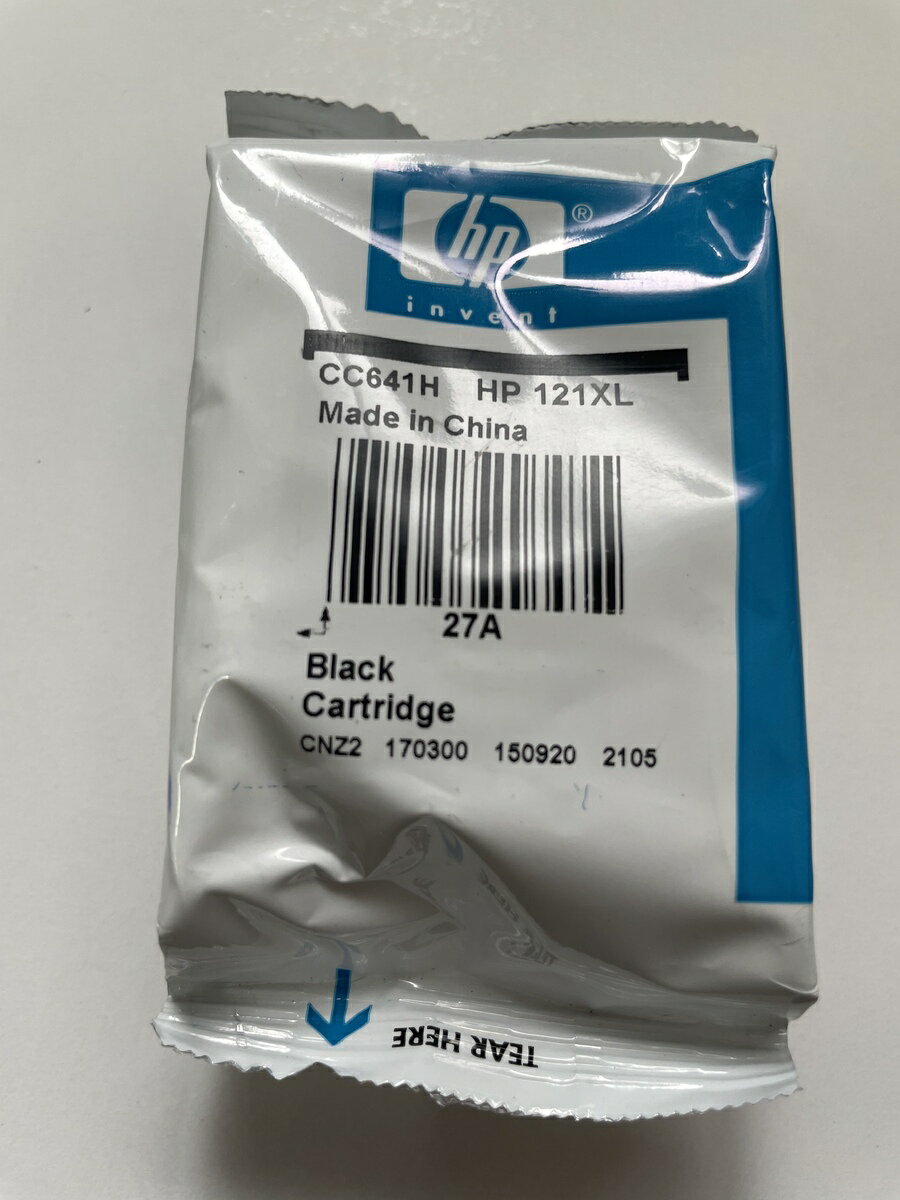 hp ®
invent
CC641H HP 121XL
Made in China
27A
Black
Cartridge
CNZ2 170300 150920 2105
TEAR HERE